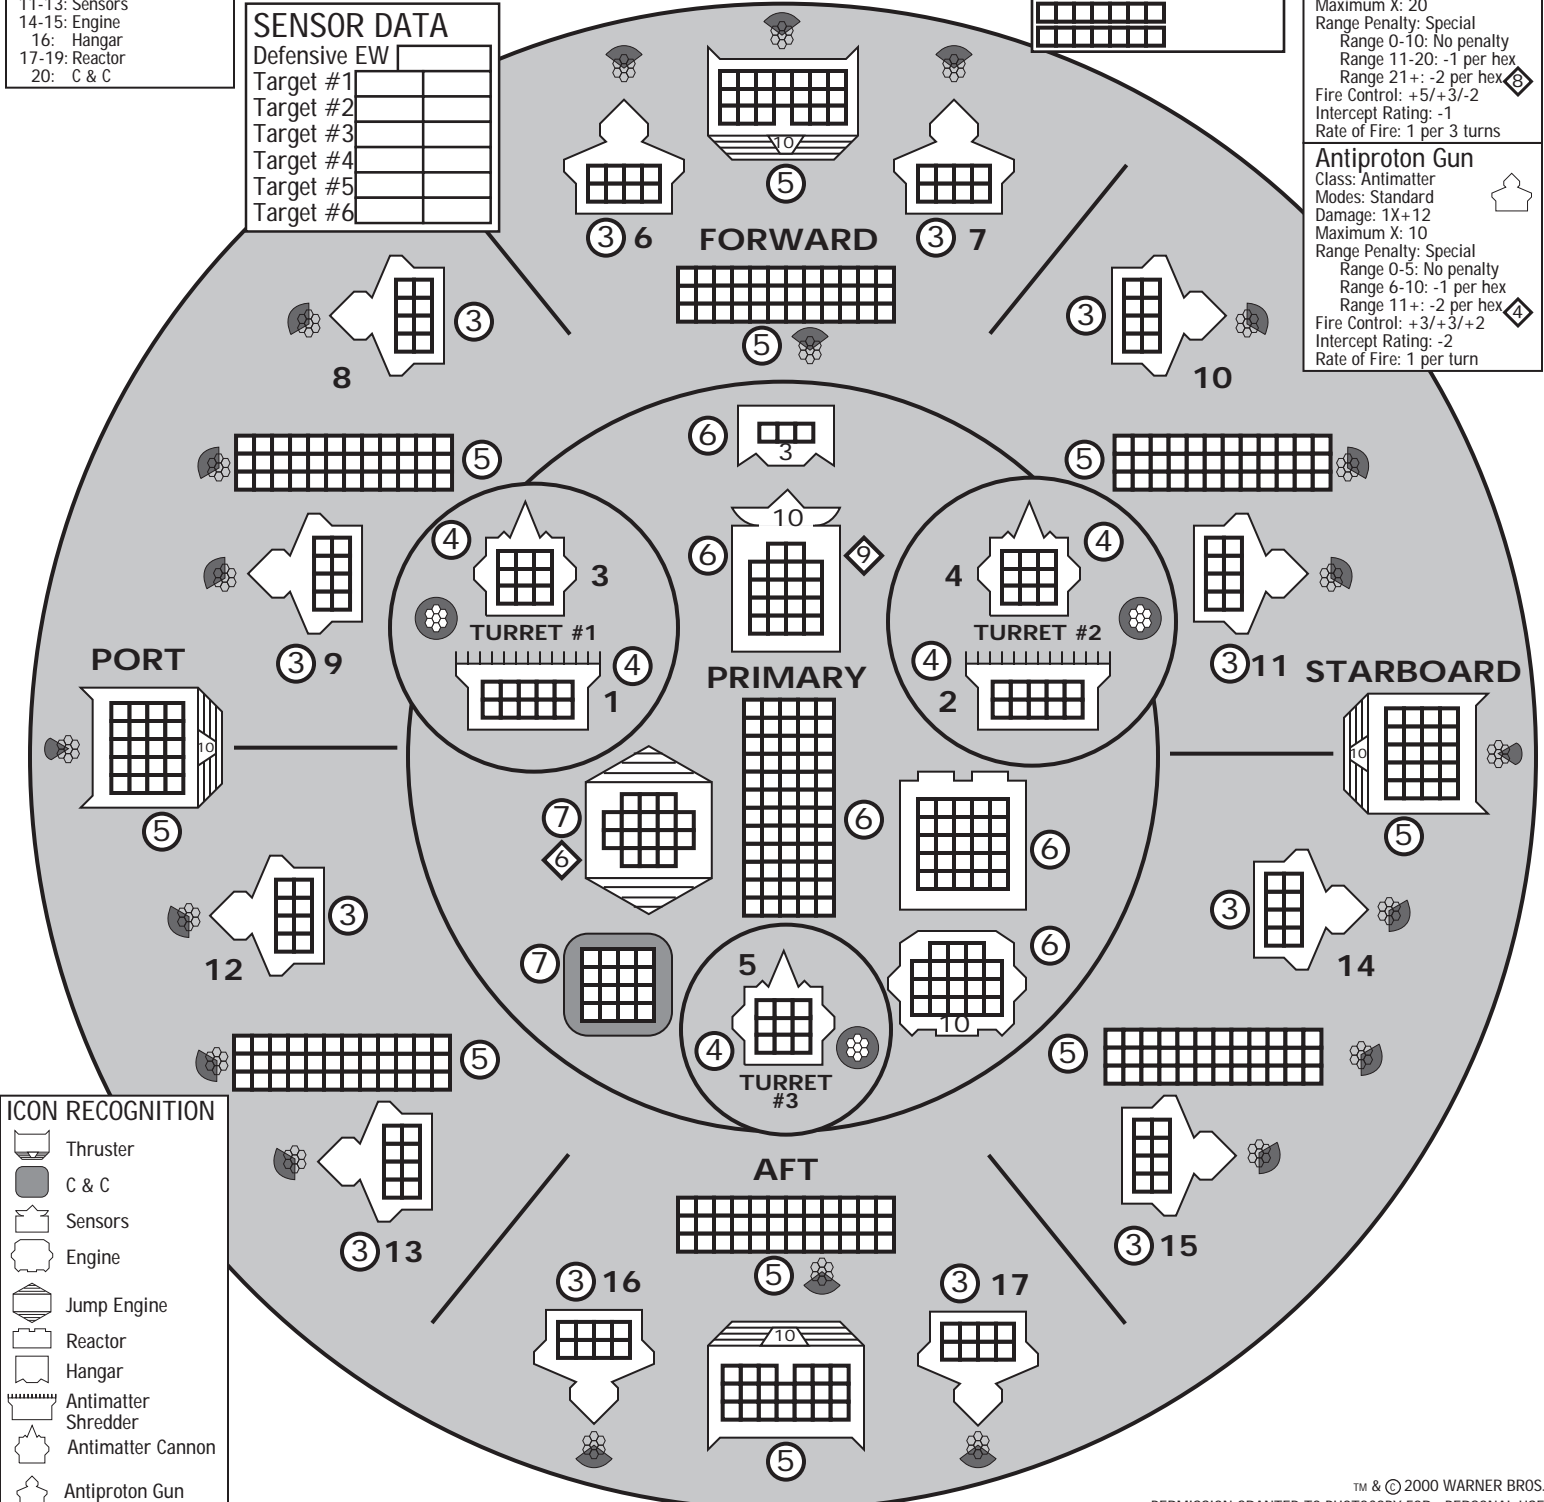 11-13: Sensors
14-15: Engine
16: Hangar
17-19: Reactor
20: C & C
SENSOR DATA
Defensive EW
Target #1
Target #2
Target #3
Target #4
Target #5
Target #6
Maximum X: 20
Range Penalty: Special
Range 0-10: No penalty
Range 11-20: -1 per hex
Range 21+: -2 per hex
8
Fire Control: +5/+3/-2
Intercept Rating: -1
Rate of Fire: 1 per 3 turns
Antiproton Gun
Class: Antimatter
Modes: Standard
Damage: 1X+12
Maximum X: 10
Range Penalty: Special
Range 0-5: No penalty
Range 6-10: -1 per hex
Range 11+: -2 per hex
4
Fire Control: +3/+3/+2
Intercept Rating: -2
Rate of Fire: 1 per turn
10
5
3 6
FORWARD
3 7
5
3
8
3
10
5
5
6
3
10
6
9
4
3
TURRET #1
4
1
4
4
TURRET #2
4
2
3 9
3 11
PORT
PRIMARY
STARBOARD
10
5
10
5
7
6
6
6
3
12
3
14
7
5
4
TURRET
#3
6
10
5
5
3 13
3 15
AFT
5
3 16
3 17
10
5
ICON RECOGNITION
Thruster
C & C
Sensors
Engine
Jump Engine
Reactor
Hangar
Antimatter
Shredder
Antimatter Cannon
Antiproton Gun
TM & © 2000 WARNER BROS.